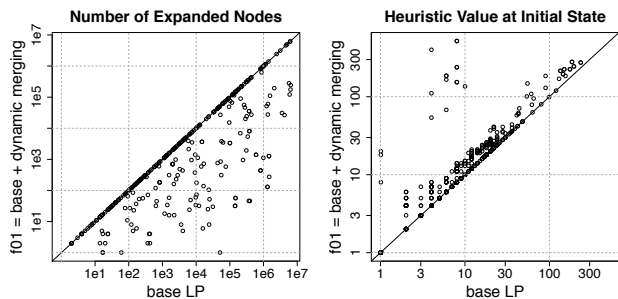 Number of Expanded Nodes
f01 = base + dynamic merging
1e1
1e3
1e5
1e7
1e1 1e2 1e3 1e4 1e5 1e6 1e7
base LP
Heuristic Value at Initial State
f01 = base + dynamic merging
1
3
10
30
100
300
1 3 10 30 100 300
base LP